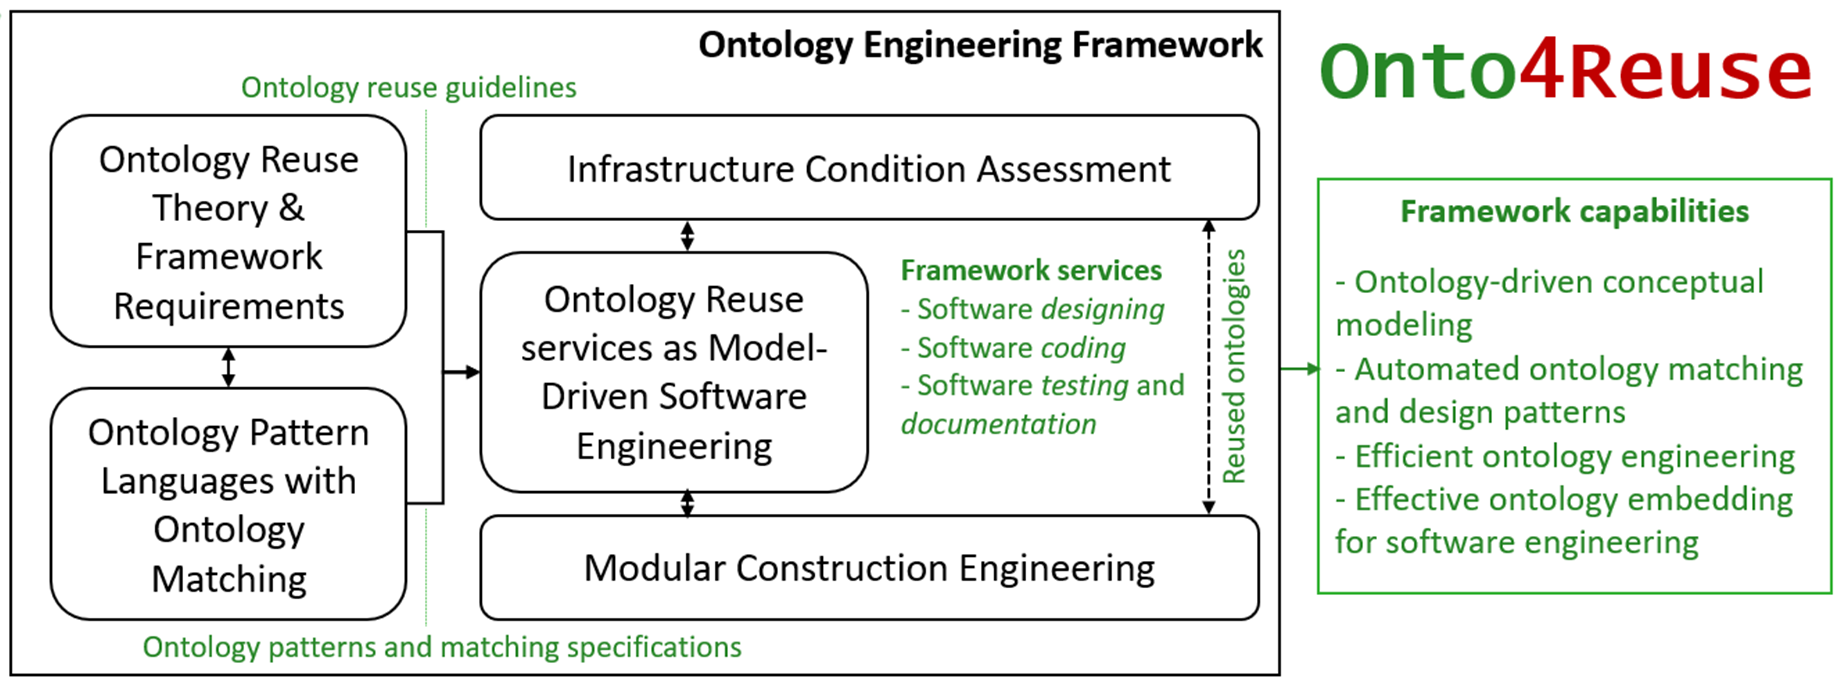 Ontology Engineering Framework
Onto4Reuse
Ontology reuse guidelines
Ontology Reuse
Theory &
Framework
Requirements
Ontology Pattern
Languages with
Ontology
Matching
Ontology patterns and matching specifications
Infrastructure Condition Assessment
Ontology Reuse
services as Model-
Driven Software
Engineering
Framework services
- Software designing
- Software coding
- Software testing and
documentation
Reused ontologies
Modular Construction Engineering
Framework capabilities
- Ontology-driven conceptual
modeling
- Automated ontology matching
and design patterns
- Efficient ontology engineering
- Effective ontology embedding
for software engineering